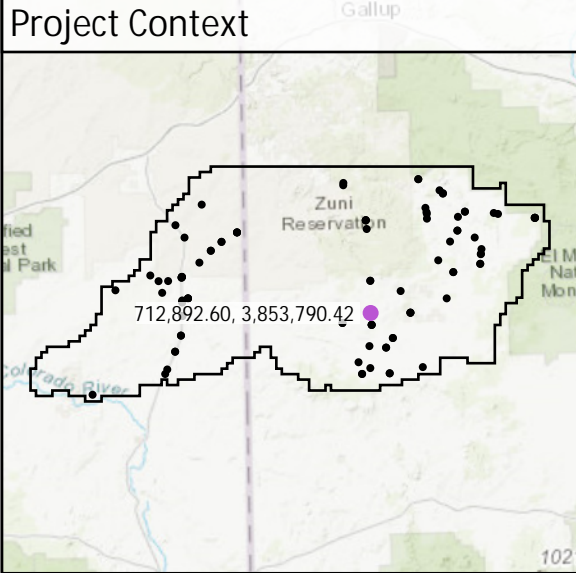 Project Context
Gallup
Zuni
Reservation
fied
est
al Park
El M
Nat
Mon
712,892.60, 3,853,790.42
Colorado River
102